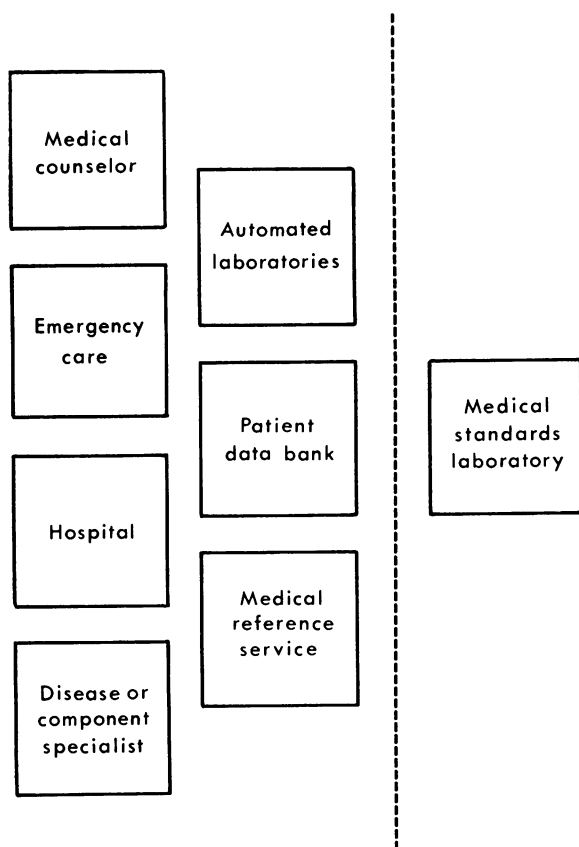 Medical
counselor
Emergency
care
Hospital
Disease or
component
specialist
Automated
laboratories
Patient
data bank
Medical
reference
service
Medical
standards
laboratory